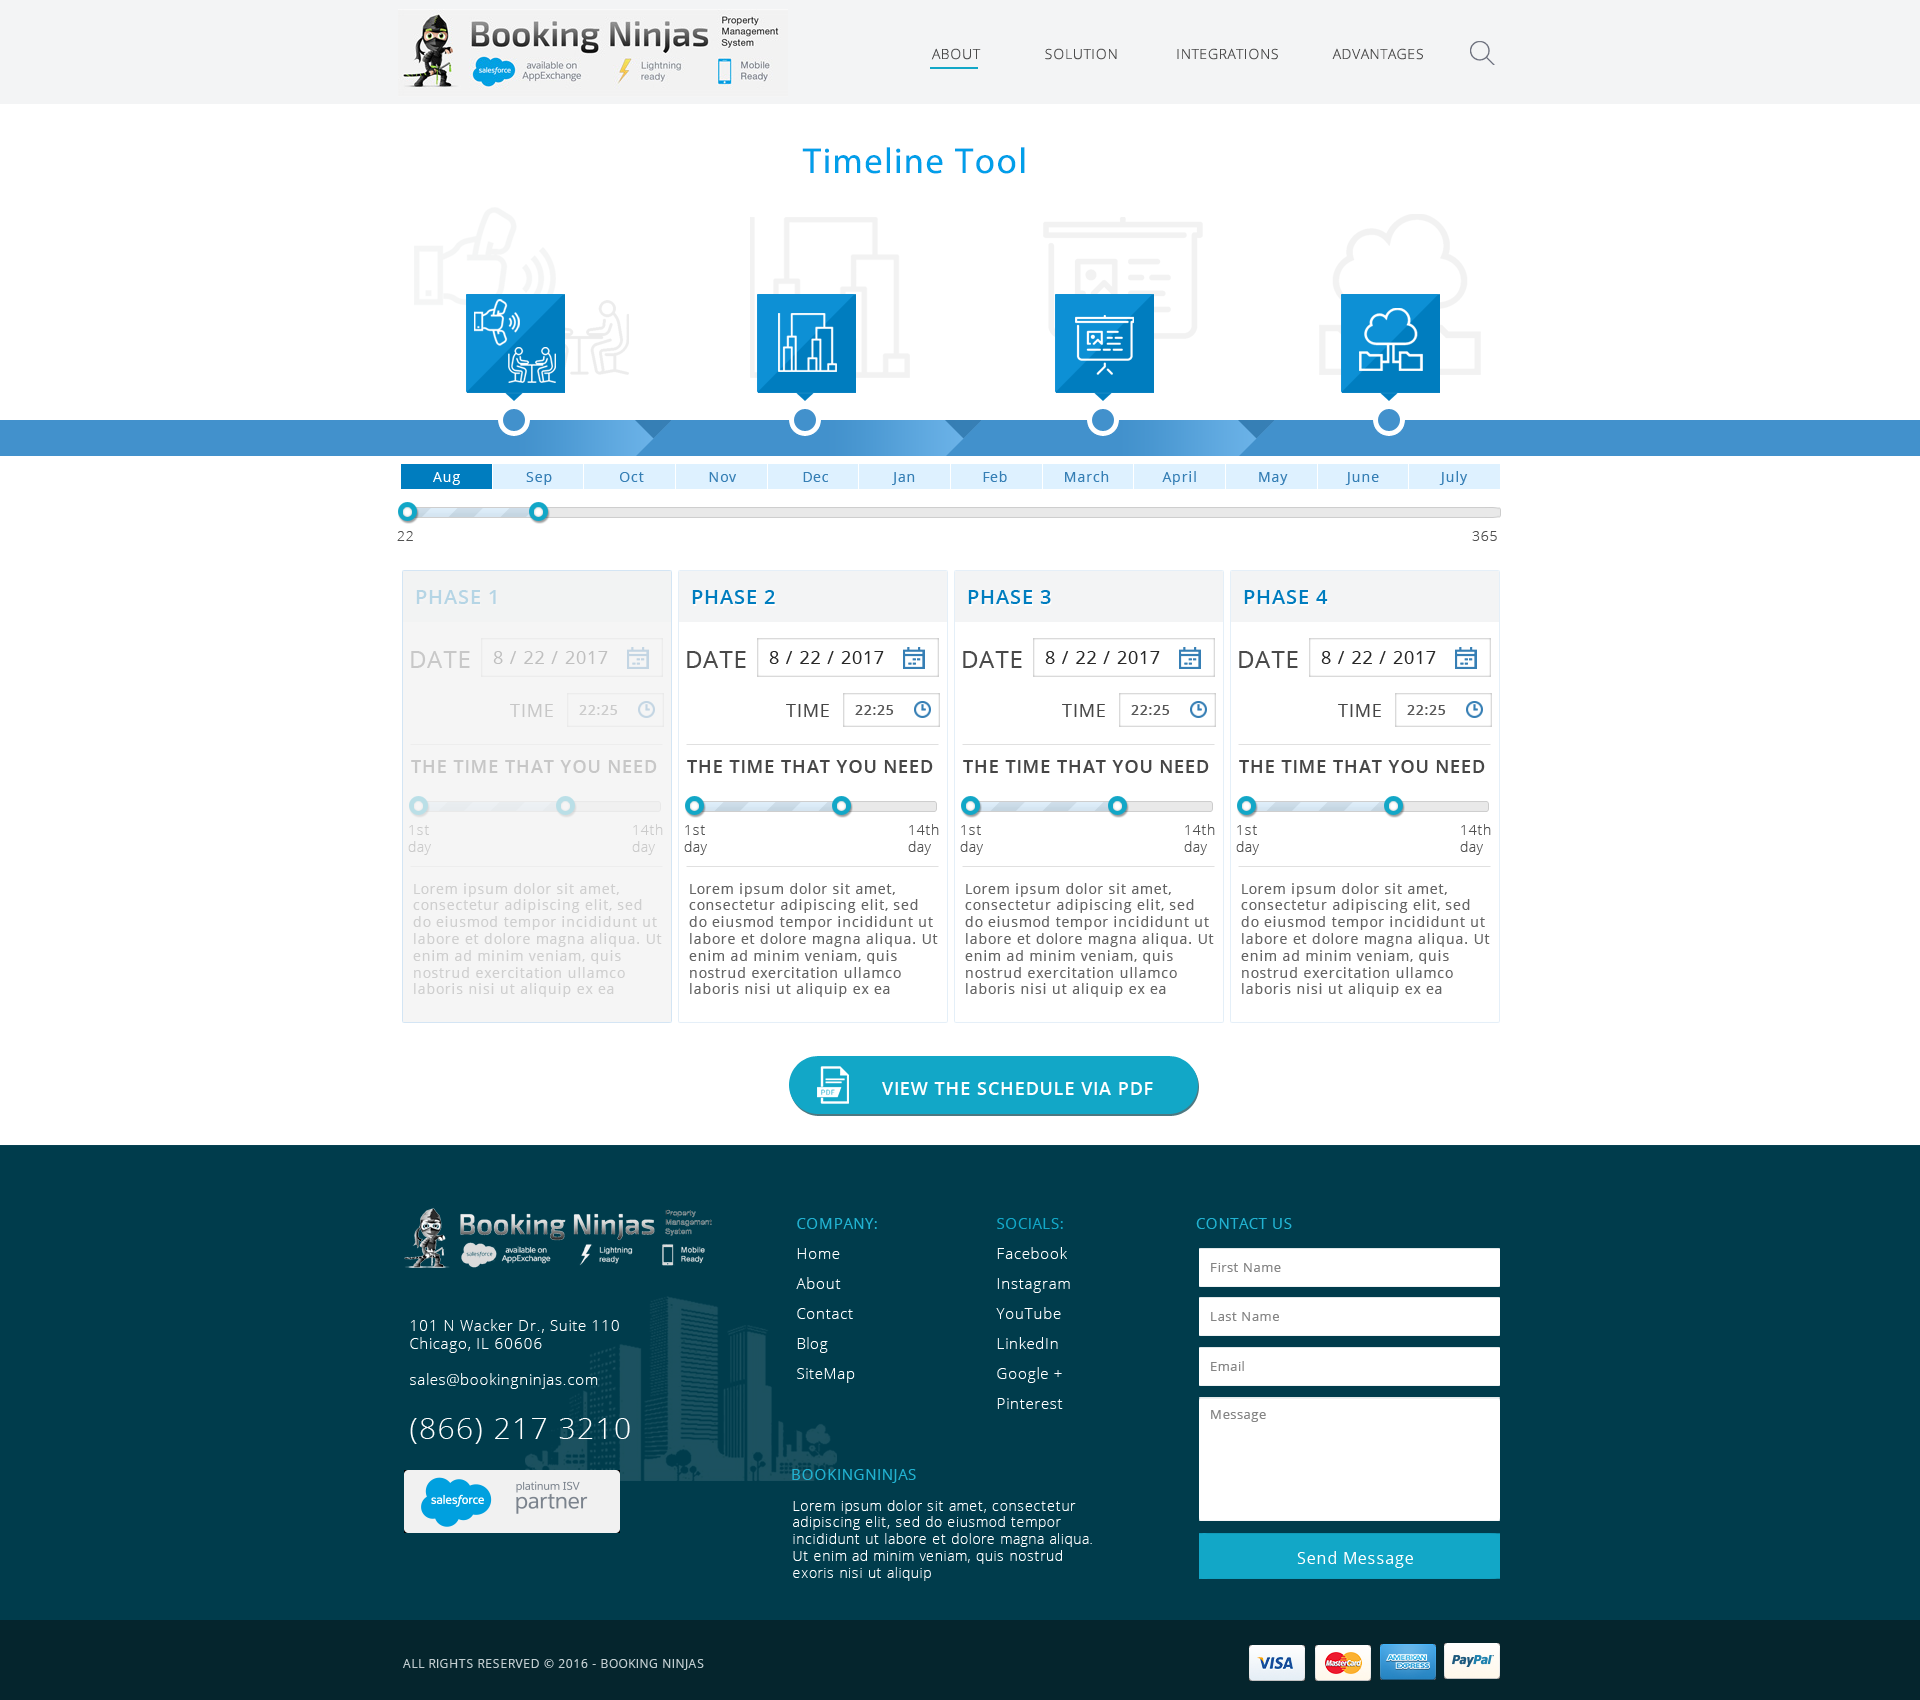 Booking Ninjas
Property
Management
System
salesforce
available on
AppExchange
Lightning
ready
Mobile
Ready
ABOUT
SOLUTION
INTEGRATIONS
ADVANTAGES
Timeline Tool
Aug
Sep
Oct
Nov
Dec
Jan
Feb
March
April
May
June
July
22
365
PHASE 1
DATE
8 / 22 / 2017
TIME
22:25
THE TIME THAT YOU NEED
1st
day
14th
day
Lorem ipsum dolor sit amet,
consectetur adipiscing elit, sed
do eiusmod tempor incididunt ut
labore et dolore magna aliqua. Ut
enim ad minim veniam, quis
nostrud exercitation ullamco
laboris nisi ut aliquip ex ea
PHASE 2
DATE
8 / 22 / 2017
TIME
22:25
THE TIME THAT YOU NEED
1st
day
14th
day
Lorem ipsum dolor sit amet,
consectetur adipiscing elit, sed
do eiusmod tempor incididunt ut
labore et dolore magna aliqua. Ut
enim ad minim veniam, quis
nostrud exercitation ullamco
laboris nisi ut aliquip ex ea
PHASE 3
DATE
8 / 22 / 2017
TIME
22:25
THE TIME THAT YOU NEED
1st
day
14th
day
Lorem ipsum dolor sit amet,
consectetur adipiscing elit, sed
do eiusmod tempor incididunt ut
labore et dolore magna aliqua. Ut
enim ad minim veniam, quis
nostrud exercitation ullamco
laboris nisi ut aliquip ex ea
PHASE 4
DATE
8 / 22 / 2017
TIME
22:25
THE TIME THAT YOU NEED
1st
day
14th
day
Lorem ipsum dolor sit amet,
consectetur adipiscing elit, sed
do eiusmod tempor incididunt ut
labore et dolore magna aliqua. Ut
enim ad minim veniam, quis
nostrud exercitation ullamco
laboris nisi ut aliquip ex ea
PDF
VIEW THE SCHEDULE VIA PDF
Booking Ninjas
Property
Management
System
salesforce
available on
AppExchange
Lightning
ready
Mobile
Ready
101 N Wacker Dr., Suite 110
Chicago, IL 60606
sales@bookingninjas.com
(866) 217 3210
salesforce
platinum ISV
partner
COMPANY:
Home
About
Contact
Blog
SiteMap
SOCIALS:
Facebook
Instagram
YouTube
LinkedIn
Google +
Pinterest
BOOKINGNINJAS
Lorem ipsum dolor sit amet, consectetur
adipiscing elit, sed do eiusmod tempor
incididunt ut labore et dolore magna aliqua.
Ut enim ad minim veniam, quis nostrud
exoris nisi ut aliquip
CONTACT US
First Name
Last Name
Email
Message
Send Message
ALL RIGHTS RESERVED © 2016 - BOOKING NINJAS
VISA
MasterCard
AMERICAN
EXPRESS
PayPal